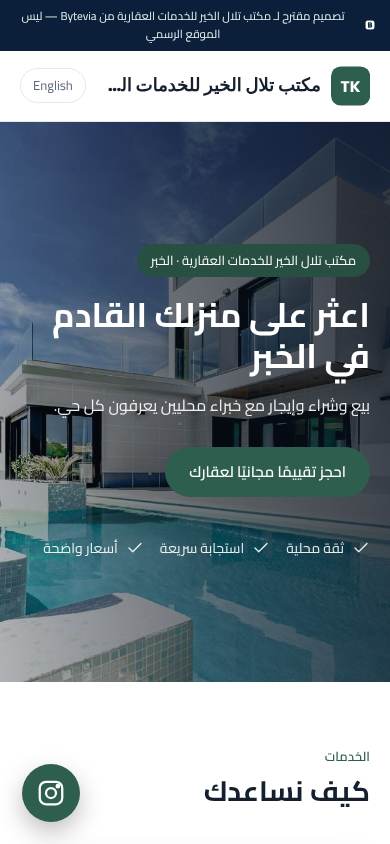 تصميم مقترح لـ مكتب تلال الخير للخدمات العقارية من Bytevia — ليس
الموقع الرسمي
B
TK
مكتب تلال الخير للخدمات الـ...
English
مكتب تلال الخير للخدمات العقارية · الخبر
اعثر على منزلك القادم
في الخبر
بيع وشراء وإيجار مع خبراء محليين يعرفون كل حي.
احجز تقييمًا مجانيًا لعقارك
ثقة محلية
استجابة سريعة
أسعار واضحة
الخدمات
كيف نساعدك